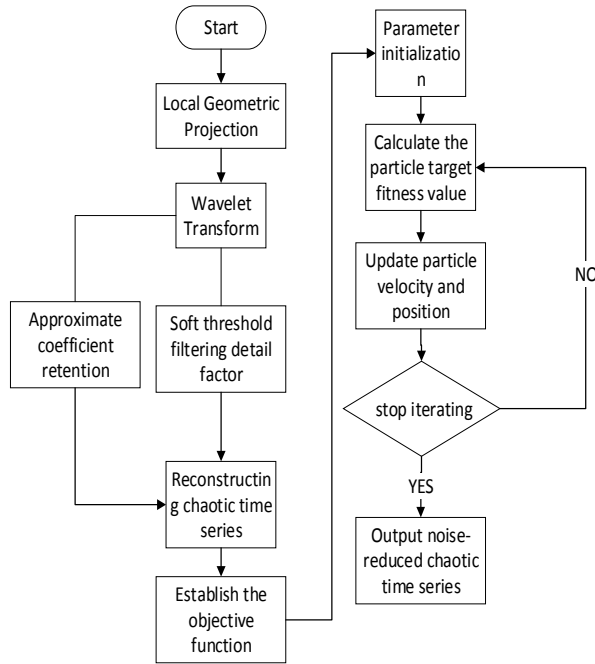 Start
Local Geometric
Projection
Wavelet
Transform
Approximate
coefficient
retention
Soft threshold
filtering detail
factor
Reconstructin
g chaotic time
series
Establish the
objective
function
Parameter
initializatio
n
Calculate the
particle target
fitness value
Update particle
velocity and
position
stop iterating
NO
YES
Output noise-
reduced chaotic
time series